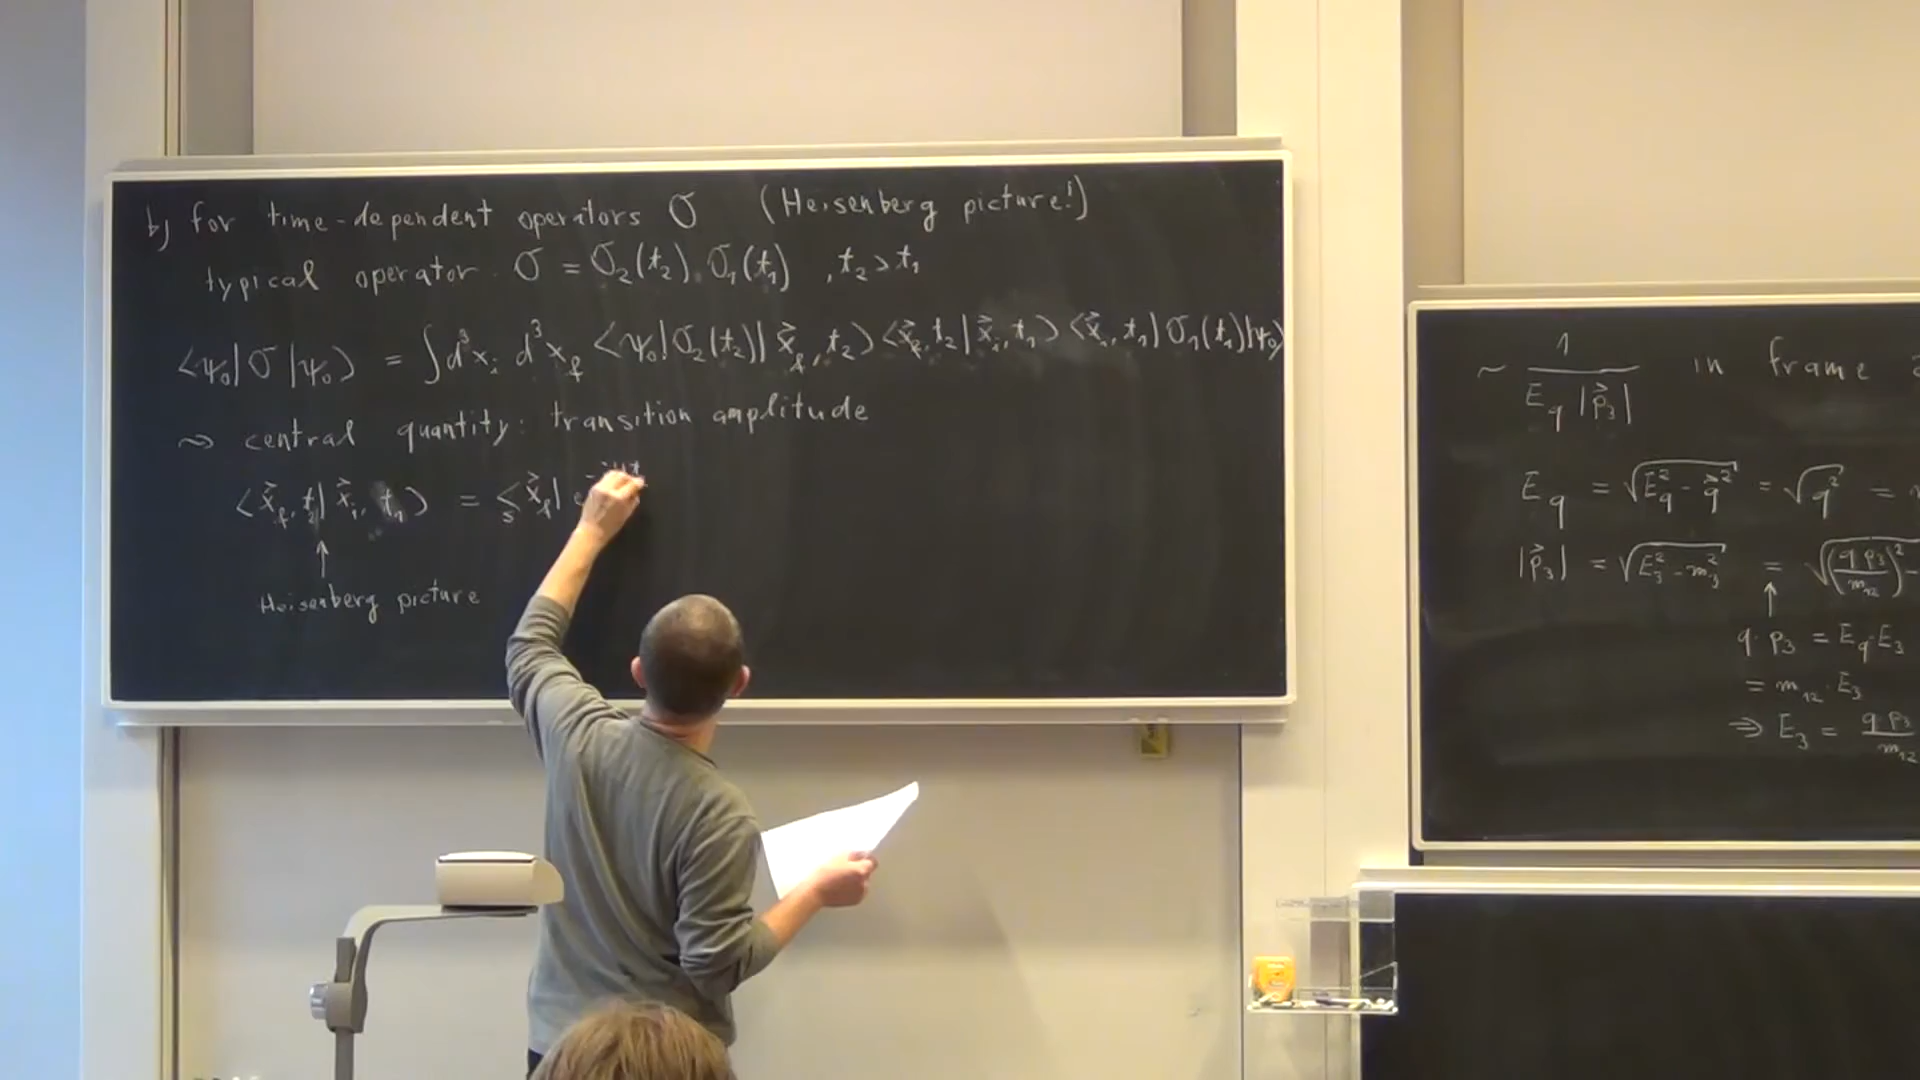 b) for time-dependent operators O (Heisenberg picture!)
typical operator O = O₂(t₂) O₁(t₁) , t₂ > t₁
<ψ₀| O |ψ₀> = ∫d³xᵢ d³x_f <ψ₀| O₂(t₂)| x⃗_f, t₂> <x⃗_f, t₂ | x⃗ᵢ, t₁> <x⃗ᵢ, t₁| O₁(t₁)|ψ₀>
⇝ central quantity: transition amplitude
<x⃗_f, t₂| x⃗ᵢ, t₁> = ₛ<x⃗_f| e
↑
Heisenberg picture
~ 1 / (E_q |p⃗₃|) in frame
E_q = √(E_q² - q⃗²) = √(q²) =
|p⃗₃| = √(E₃² - m₃²) = √((q p₃ / m₁₂)² -
↑
q · p₃ = E_q · E₃
= m₁₂ · E₃
⇒ E₃ = q·p₃ / m₁₂